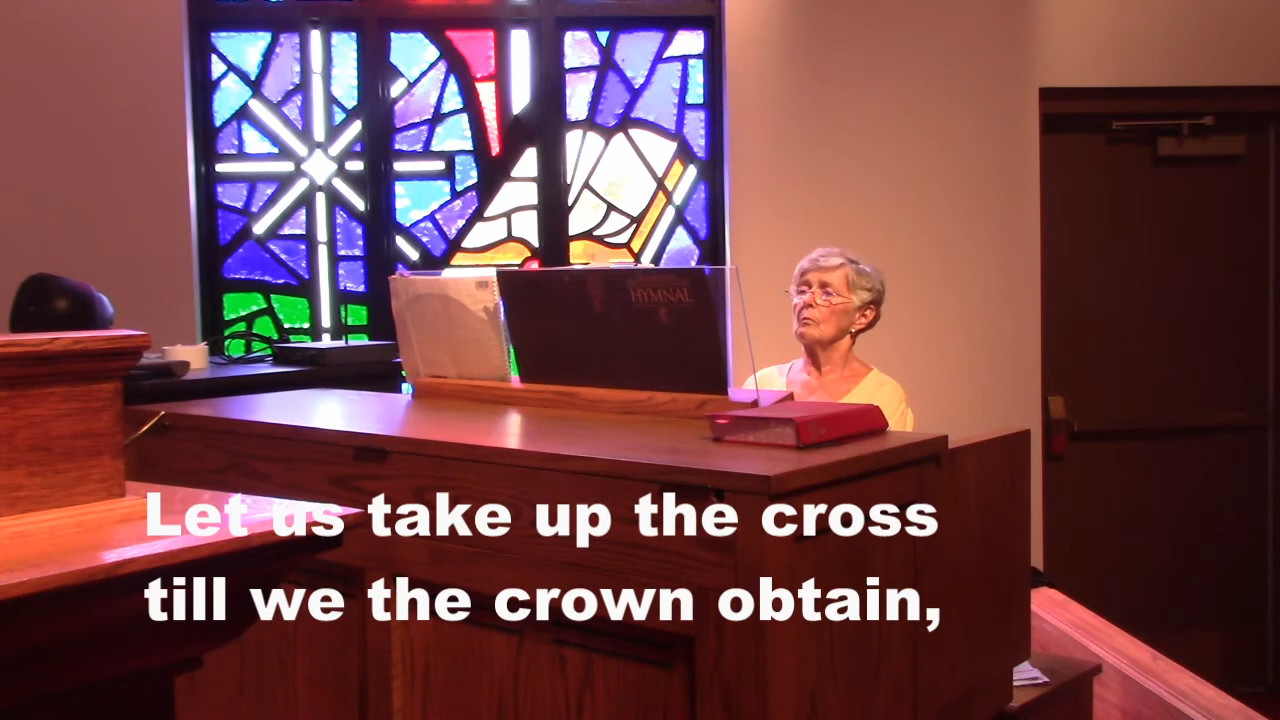 HYMNAL
Let us take up the cross
till we the crown obtain,